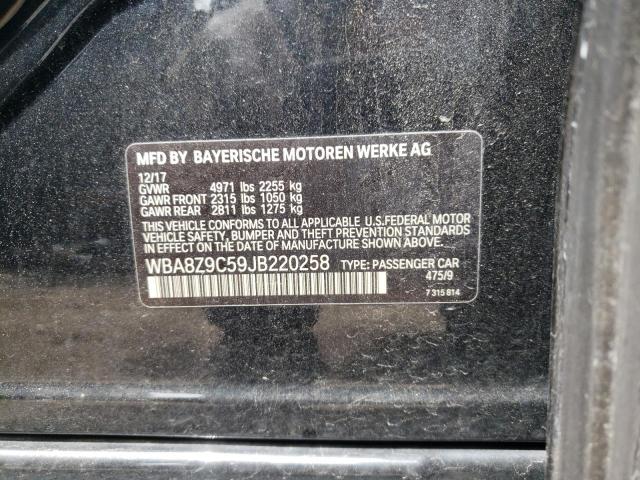 MFD BY BAYERISCHE MOTOREN WERKE AG
12/17
GVWR 4971 lbs 2255 kg
GAWR FRONT 2315 lbs 1050 kg
GAWR REAR 2811 lbs 1275 kg
THIS VEHICLE CONFORMS TO ALL APPLICABLE U.S.FEDERAL MOTOR
VEHICLE SAFETY, BUMPER AND THEFT PREVENTION STANDARDS
IN EFFECT ON THE DATE OF MANUFACTURE SHOWN ABOVE.
WBA8Z9C59JB220258 TYPE: PASSENGER CAR
475/9
7 315 814